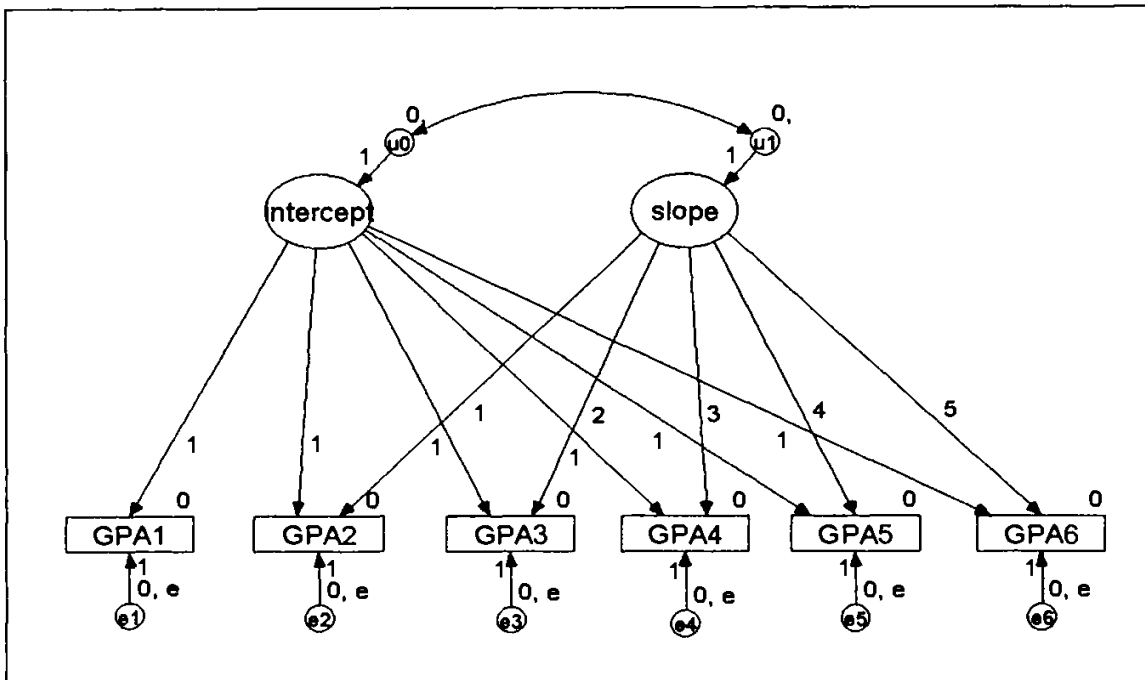 0, 0,
u0 u1
1 1
Intercept slope
1 2 3 4 5
1 1 1 1 1 1
0 0 0 0 0 0
GPA1 GPA2 GPA3 GPA4 GPA5 GPA6
1 1 1 1 1 1
0, e 0, e 0, e 0, e 0, e 0, e
e1 e2 e3 e4 e5 e6